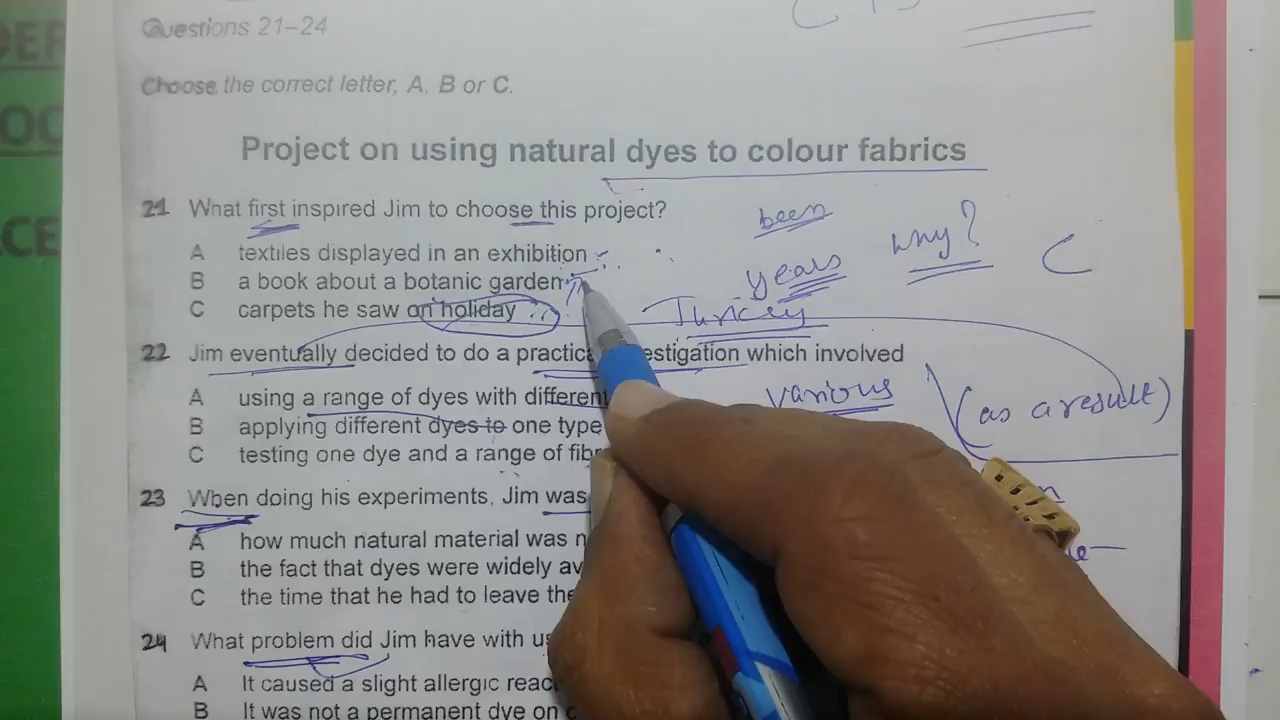 Questions 21–24
Choose the correct letter, A, B or C.
Project on using natural dyes to colour fabrics
21 What first inspired Jim to choose this project?
been
why?
A textiles displayed in an exhibition
C
B a book about a botanic garden
years
C carpets he saw on holiday
Turkey
22 Jim eventually decided to do a practical investigation which involved
A using a range of dyes with different
various
(as a result)
B applying different dyes to one type
C testing one dye and a range of
23 When doing his experiments, Jim was
A how much natural material was
B the fact that dyes were widely
C the time that he had to leave the
24 What problem did Jim have with
A It caused a slight allergic
B It was not a permanent dye on